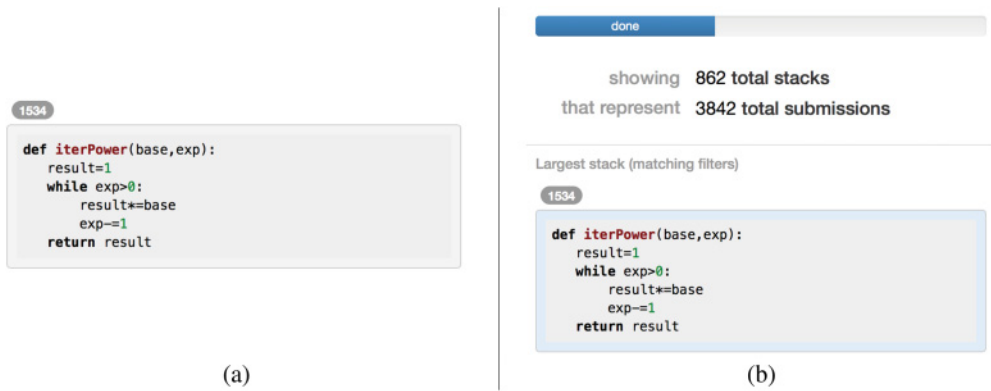 1534
def iterPower(base,exp):
result=1
while exp>0:
result*=base
exp-=1
return result
(a)
done
showing 862 total stacks
that represent 3842 total submissions
Largest stack (matching filters)
1534
def iterPower(base,exp):
result=1
while exp>0:
result*=base
exp-=1
return result
(b)